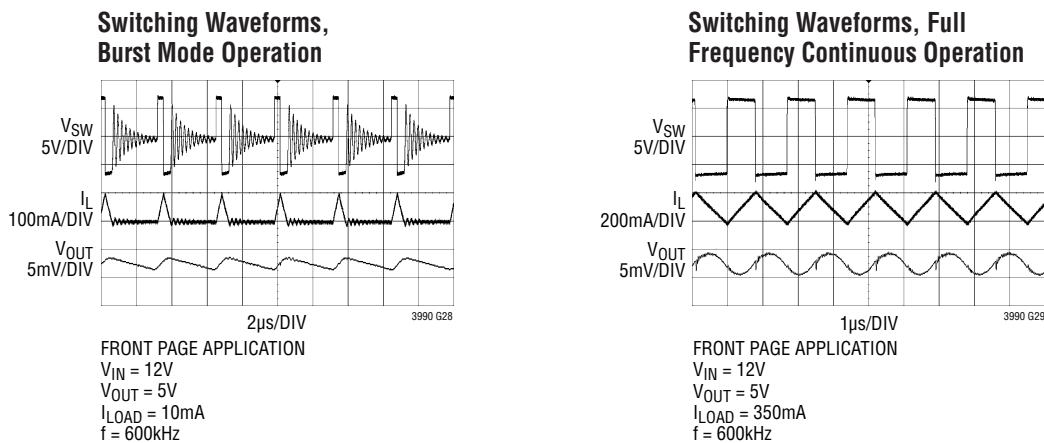 Switching Waveforms,
Burst Mode Operation
VSW
5V/DIV
IL
100mA/DIV
VOUT
5mV/DIV
2µs/DIV
3990 G28
FRONT PAGE APPLICATION
VIN = 12V
VOUT = 5V
ILOAD = 10mA
f = 600kHz
Switching Waveforms, Full
Frequency Continuous Operation
VSW
5V/DIV
IL
200mA/DIV
VOUT
5mV/DIV
1µs/DIV
3990 G29
FRONT PAGE APPLICATION
VIN = 12V
VOUT = 5V
ILOAD = 350mA
f = 600kHz